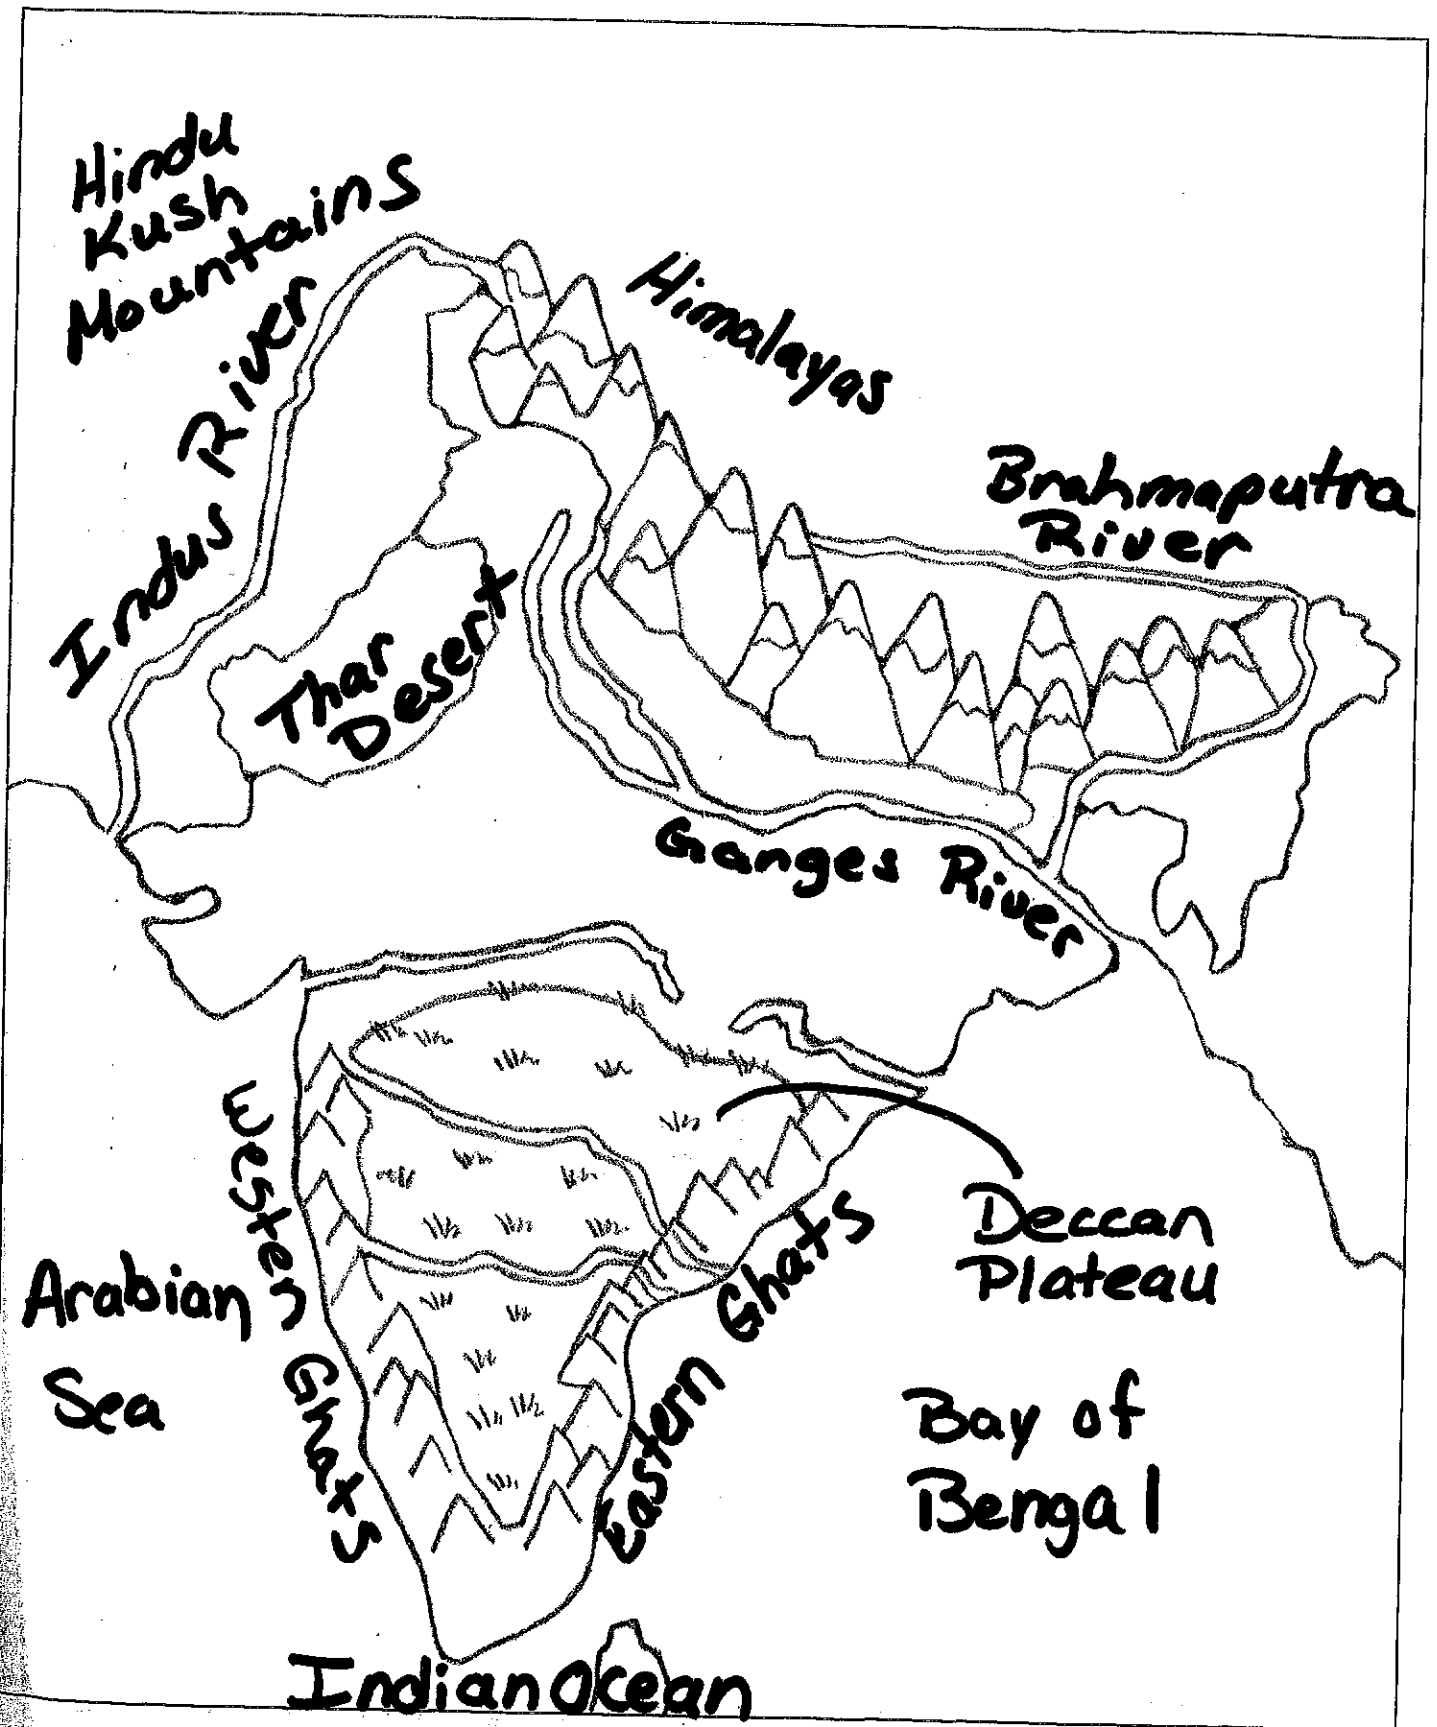 Hindu
Kush
Mountains
Indus River
Himalayas
Brahmaputra
River
Thar
Desert
Ganges River
Western Ghats
Eastern Ghats
Deccan
Plateau
Arabian
Sea
Bay of
Bengal
Indian Ocean